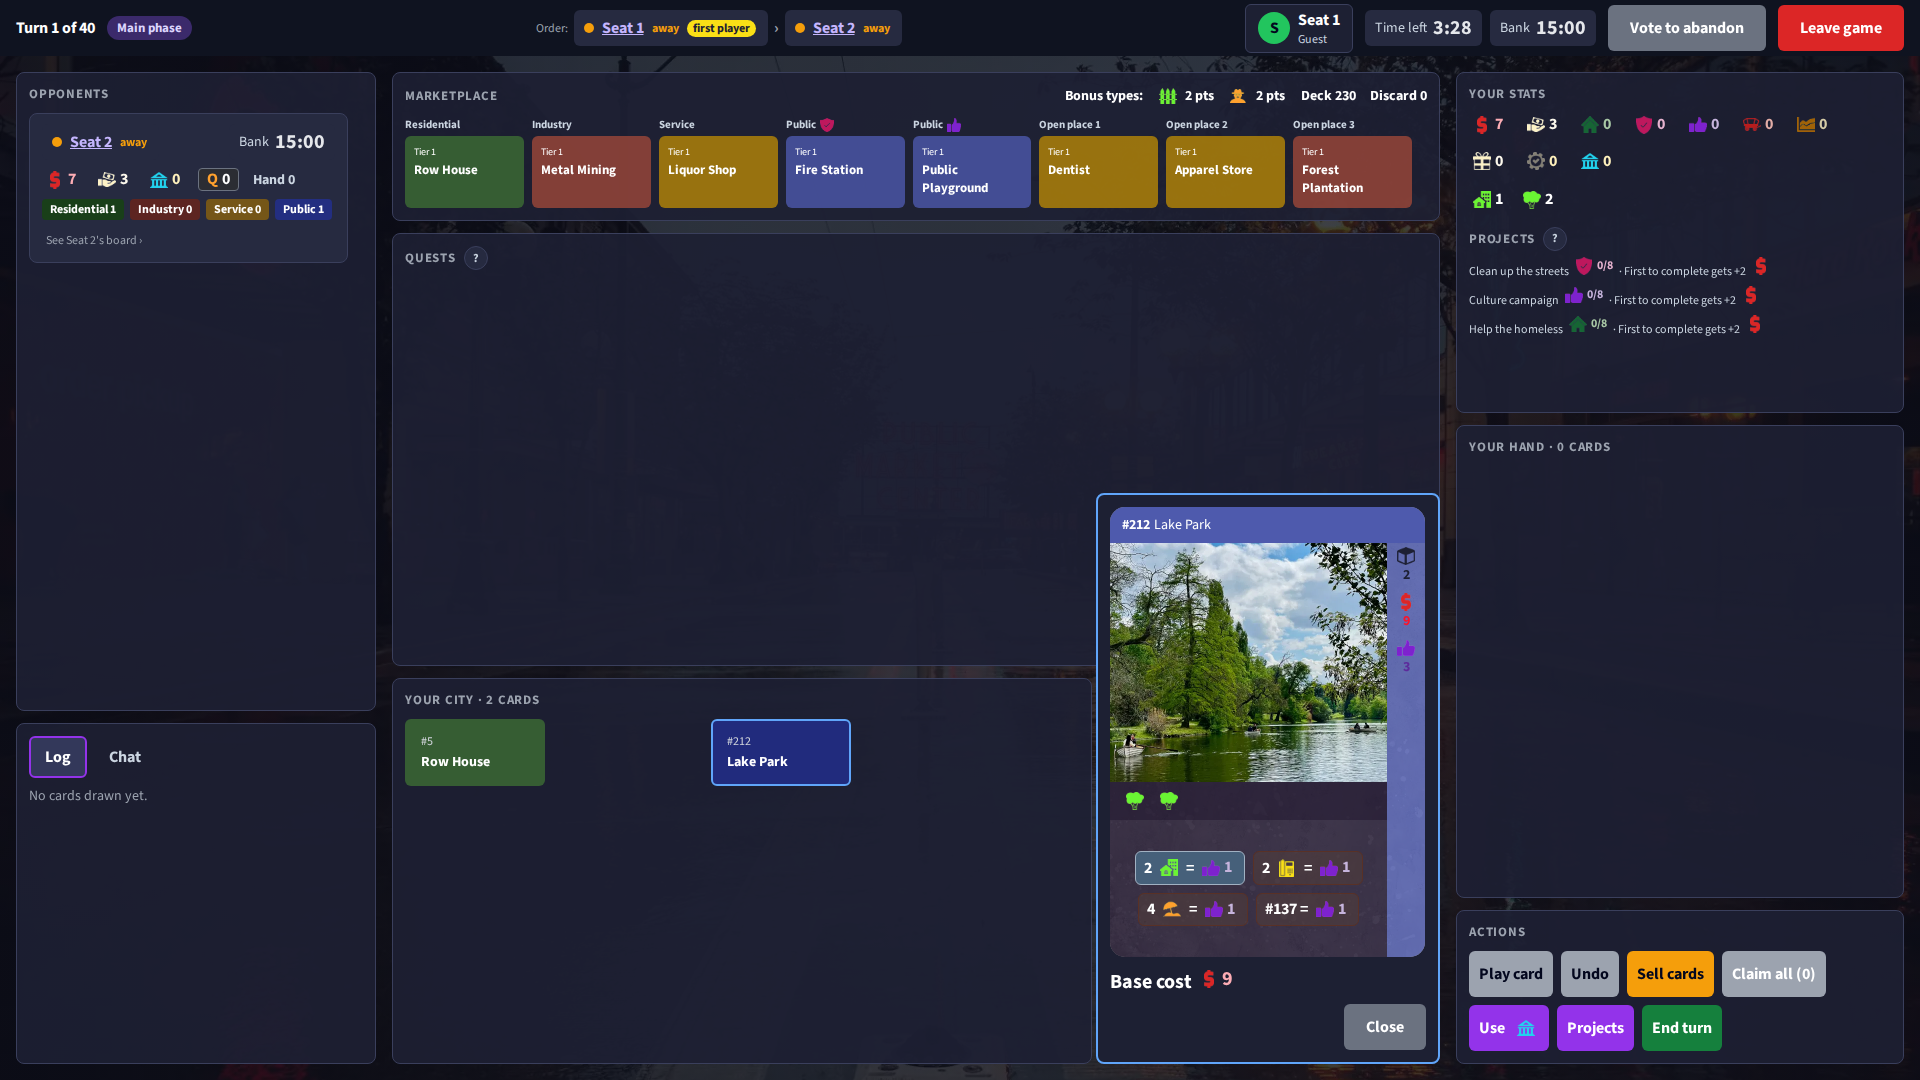 Turn 1 of 40 Main phase
Order: Seat 1 away first player › Seat 2 away
S Seat 1 Guest
Time left 3:28
Bank 15:00
Vote to abandon
Leave game
OPPONENTS
Seat 2 away Bank 15:00
7 3 0 Q 0 Hand 0
Residential 1 Industry 0 Service 0 Public 1
See Seat 2's board ›
Log Chat
No cards drawn yet.
MARKETPLACE
Bonus types: 2 pts 2 pts Deck 230 Discard 0
Residential
Tier 1
Row House
Industry
Tier 1
Metal Mining
Service
Tier 1
Liquor Shop
Public
Tier 1
Fire Station
Public
Tier 1
Public
Playground
Open place 1
Tier 1
Dentist
Open place 2
Tier 1
Apparel Store
Open place 3
Tier 1
Forest
Plantation
QUESTS ?
YOUR CITY · 2 CARDS
#5
Row House
#212
Lake Park
#212 Lake Park
2
$
9
3
2 = 1 2 = 1
4 = 1 #137 = 1
Base cost $ 9
Close
YOUR STATS
$ 7 3 0 0 0 0 0
0 0 0
1 2
PROJECTS ?
Clean up the streets 0/8 · First to complete gets +2 $
Culture campaign 0/8 · First to complete gets +2 $
Help the homeless 0/8 · First to complete gets +2 $
YOUR HAND · 0 CARDS
ACTIONS
Play card Undo Sell cards Claim all (0)
Use Projects End turn